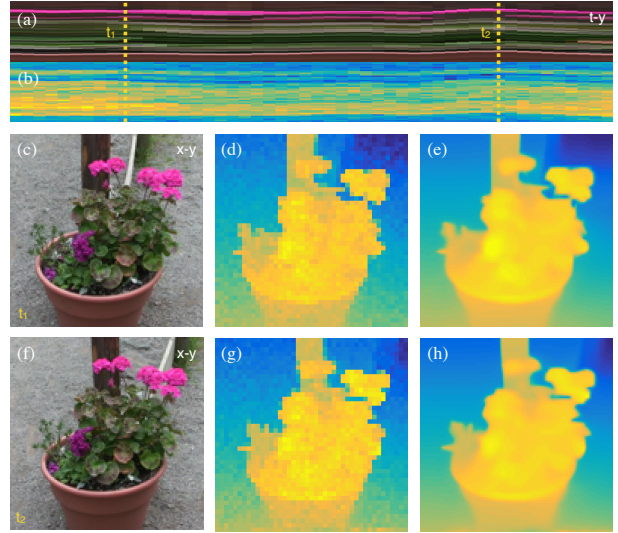 (a)
t-y
t1
t2
(b)
(c)
x-y
(d)
(e)
t1
(f)
x-y
(g)
(h)
t2